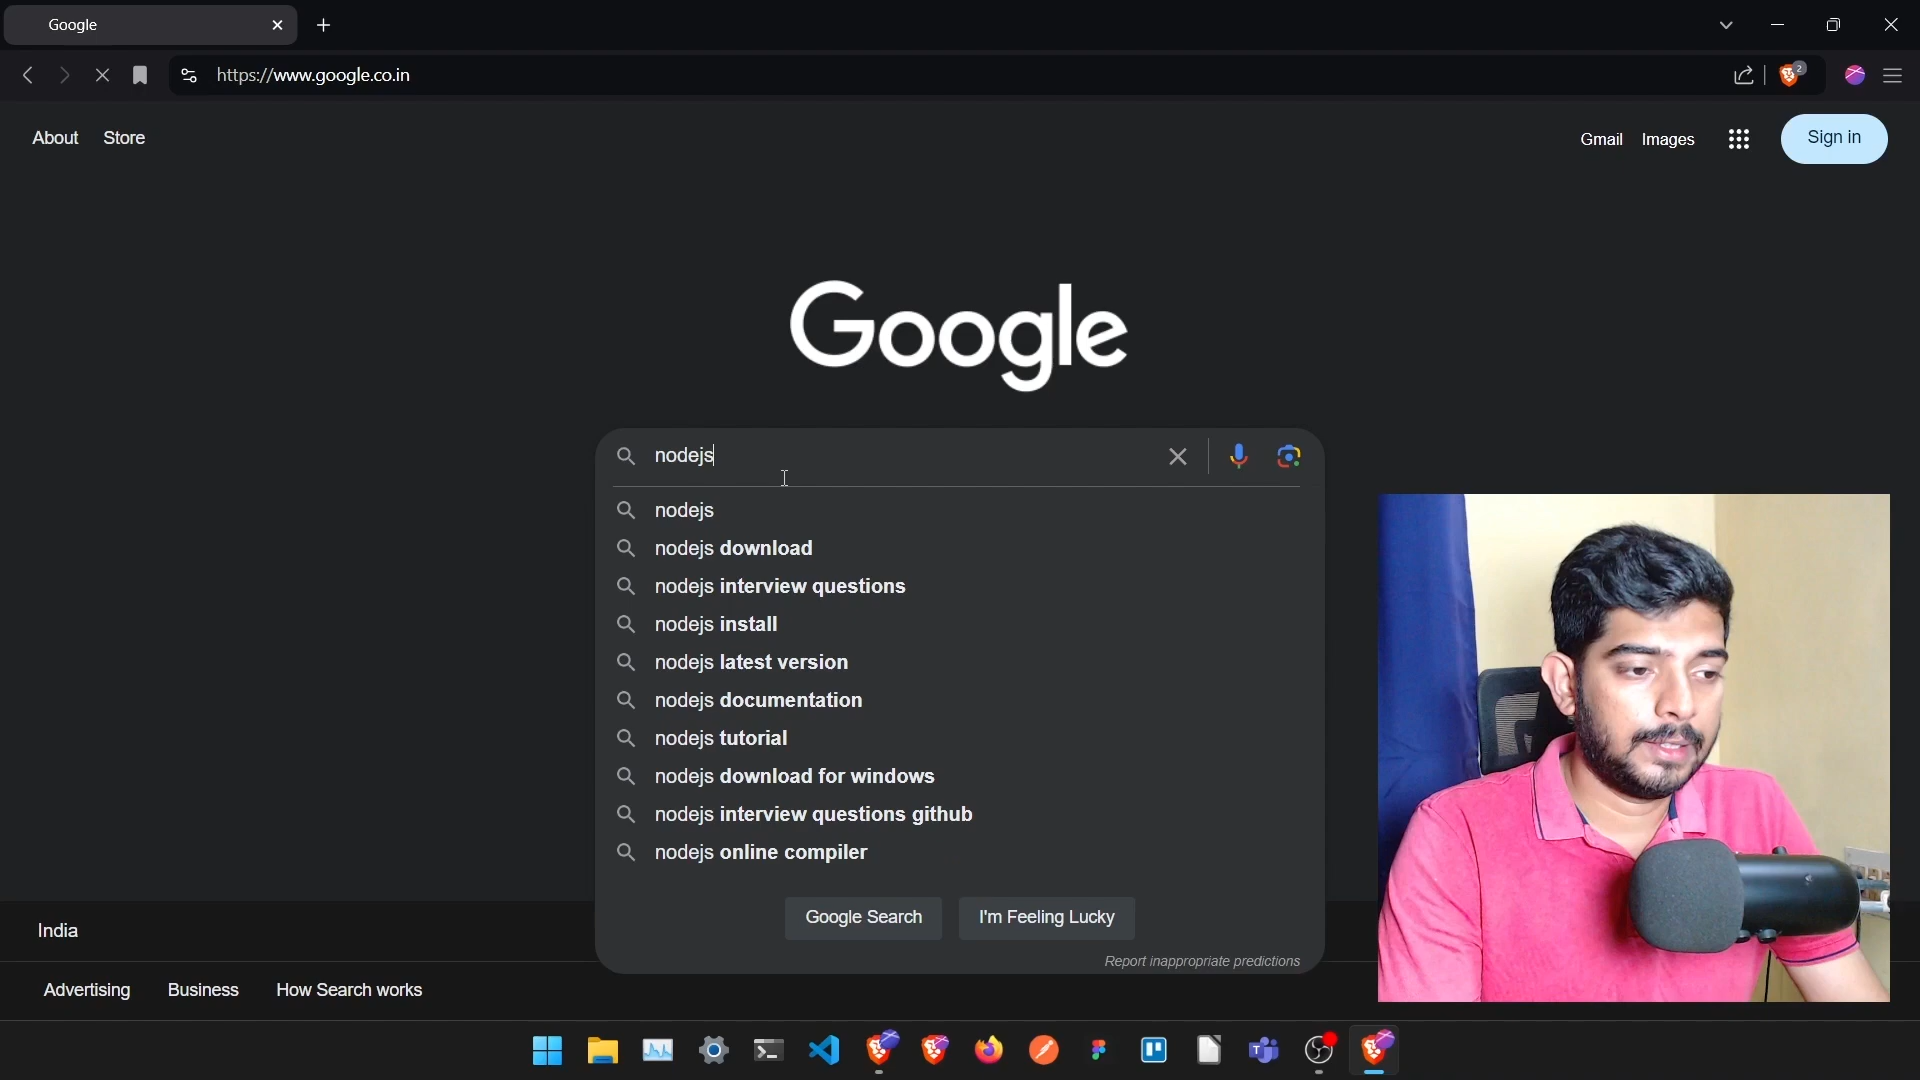 Google
https://www.google.co.in
2
About Store
Gmail Images Sign in
Google
nodejs
nodejs
nodejs download
nodejs interview questions
nodejs install
nodejs latest version
nodejs documentation
nodejs tutorial
nodejs download for windows
nodejs interview questions github
nodejs online compiler
Google Search I'm Feeling Lucky
Report inappropriate predictions
India
Advertising Business How Search works